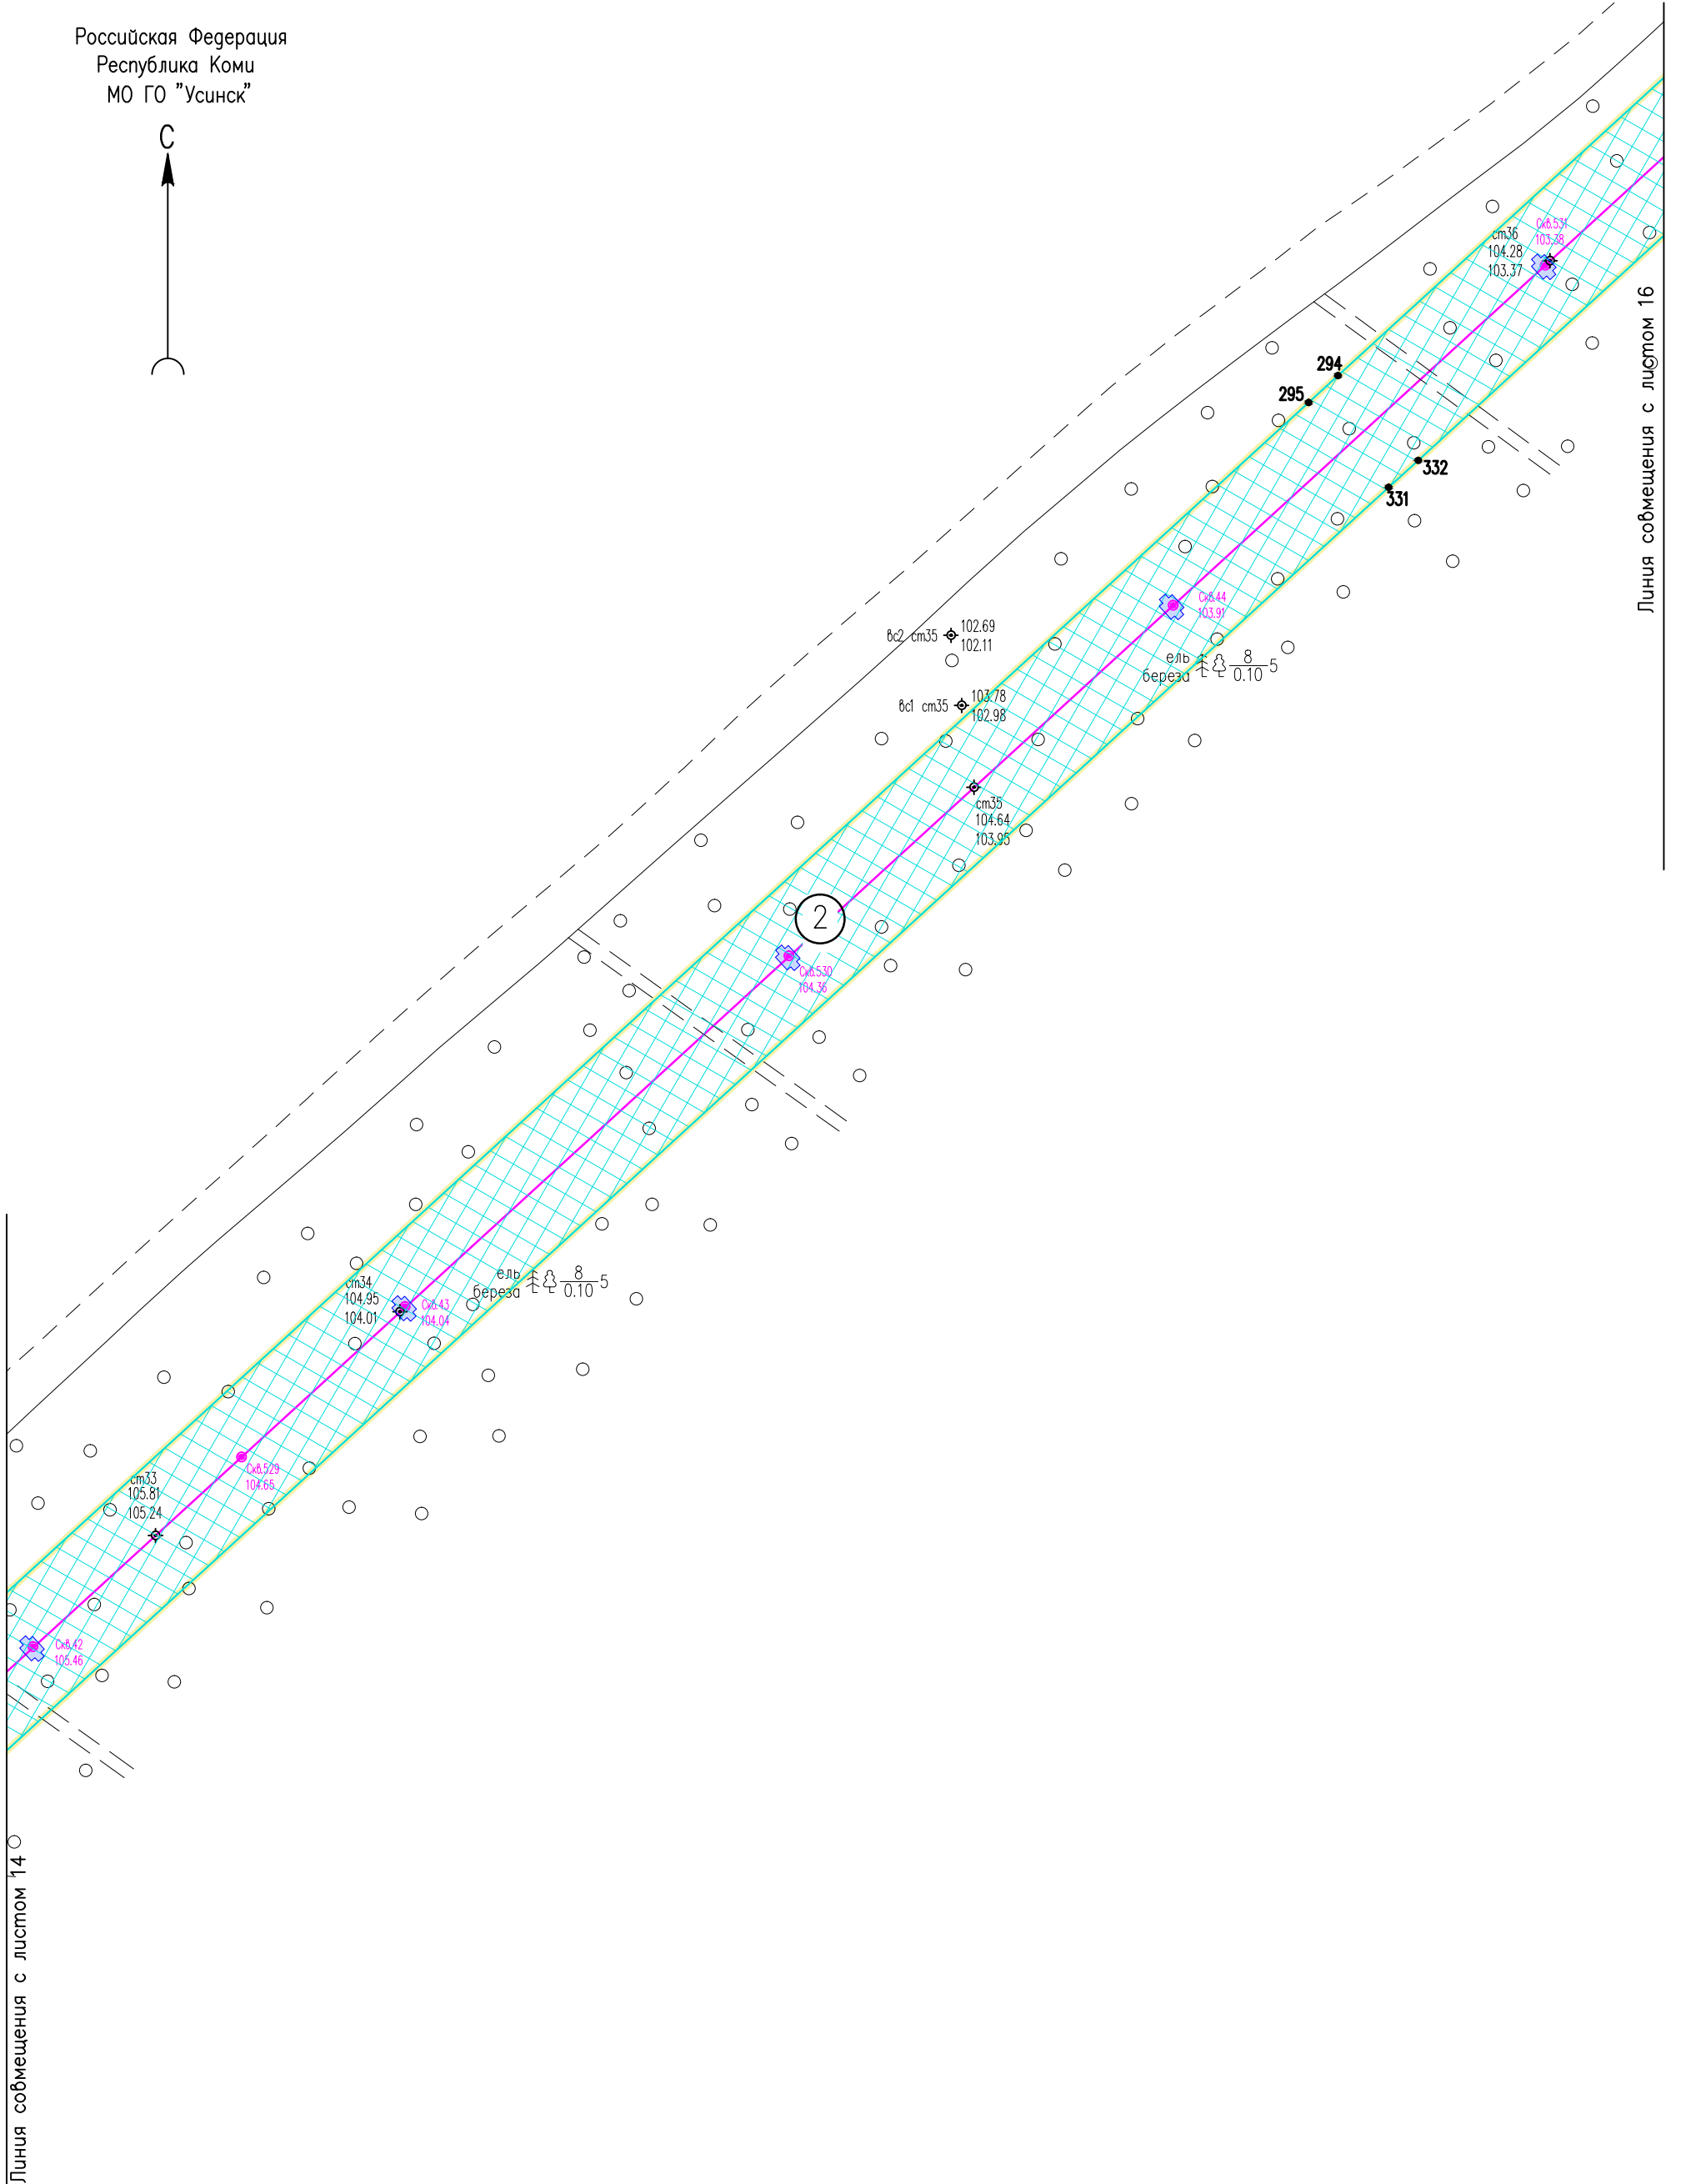 Российская Федерация
Республика Коми
МО ГО "Усинск"
С
Скв.531
103.38
ст36
104.28
103.37
Линия совмещения с листом 16
294
295
332
331
Скв.44
103.91
вс2 ст35
102.69
102.11
ель
береза
8
0.10
5
вс1 ст35
103.78
102.98
ст35
104.64
103.95
2
Скв.530
104.36
ель
береза
8
0.10
5
ст34
104.95
104.01
Скв.43
104.04
Скв.529
104.65
ст33
105.81
105.24
Скв.42
105.46
Линия совмещения с листом 14